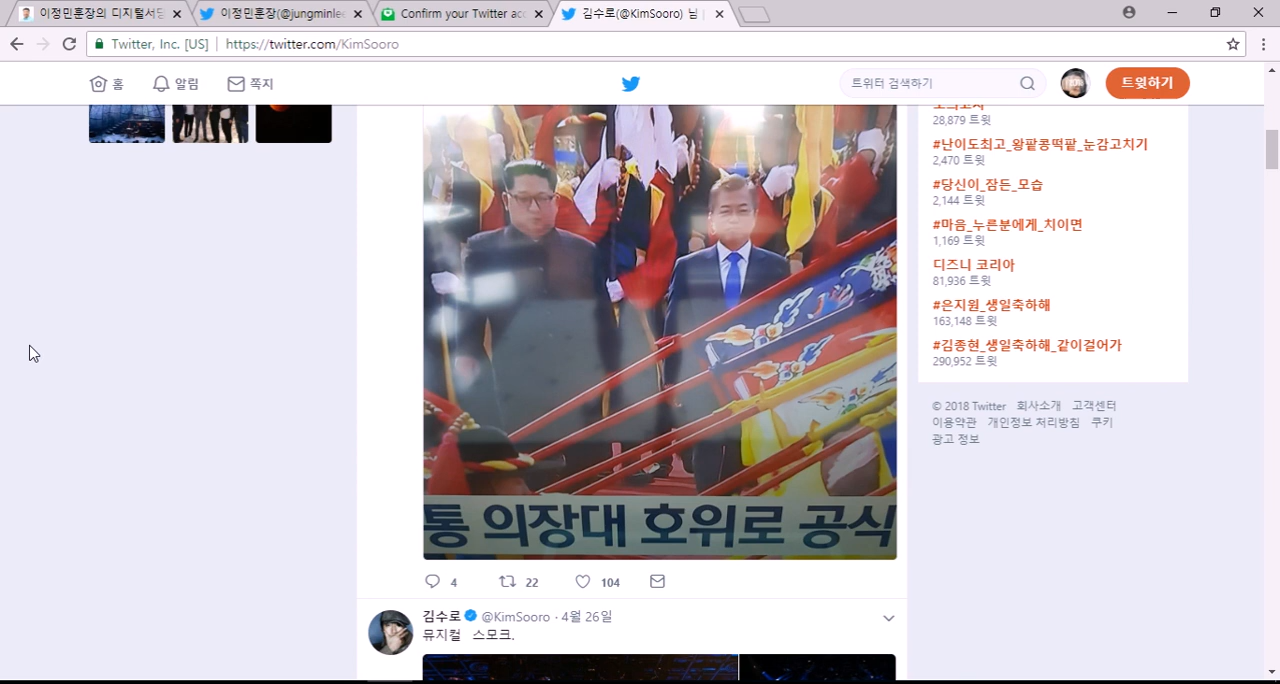 이정민훈장의 디지털서당
이정민훈장(@jungminlee
Confirm your Twitter acc
김수로(@KimSooro) 님 |
Twitter, Inc. [US] | https://twitter.com/KimSooro
홈 알림 쪽지
트위터 검색하기
트윗하기
28,879 트윗
#난이도최고_왕팥콩떡팥_눈감고치기
2,470 트윗
#당신이_잠든_모습
2,144 트윗
#마음_누른분에게_치이면
1,169 트윗
디즈니 코리아
81,936 트윗
#은지원_생일축하해
163,148 트윗
#김종현_생일축하해_같이걸어가
290,952 트윗
© 2018 Twitter 회사소개 고객센터
이용약관 개인정보 처리방침 쿠키
광고 정보
통 의장대 호위로 공식
4 22 104
김수로 @KimSooro · 4월 26일
뮤지컬 스모크.